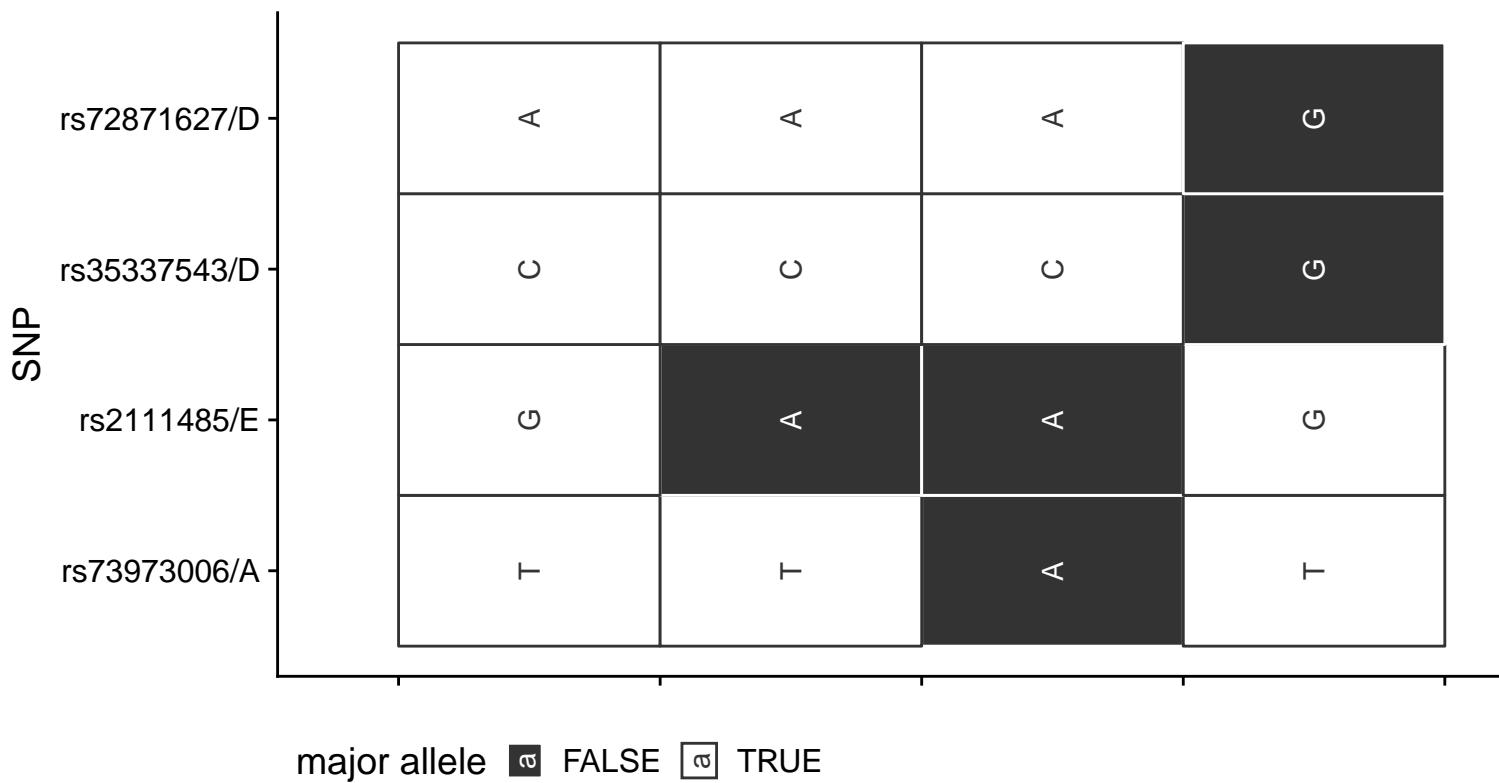 rs72871627/D A A A G
rs35337543/D C C C G
rs2111485/E G A A G
rs73973006/A T T A T
SNP
major allele a FALSE a TRUE